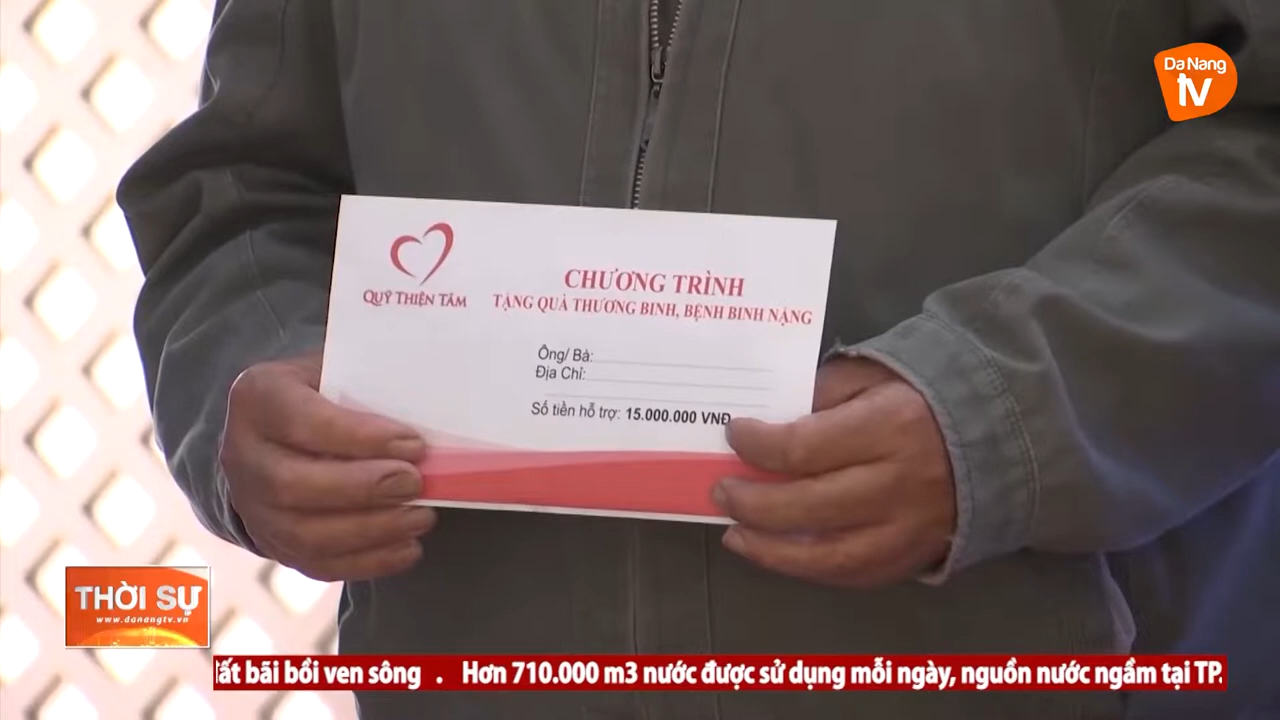 Da Nang
tv
QUỸ THIỆN TÂM
CHƯƠNG TRÌNH
TẶNG QUÀ THƯƠNG BINH, BỆNH BINH NẶNG
Ông/ Bà:
Địa Chỉ:
Số tiền hỗ trợ: 15.000.000 VNĐ
THỜI SỰ
www.danangtv.vn
đất bãi bồi ven sông . Hơn 710.000 m3 nước được sử dụng mỗi ngày, nguồn nước ngầm tại TP.